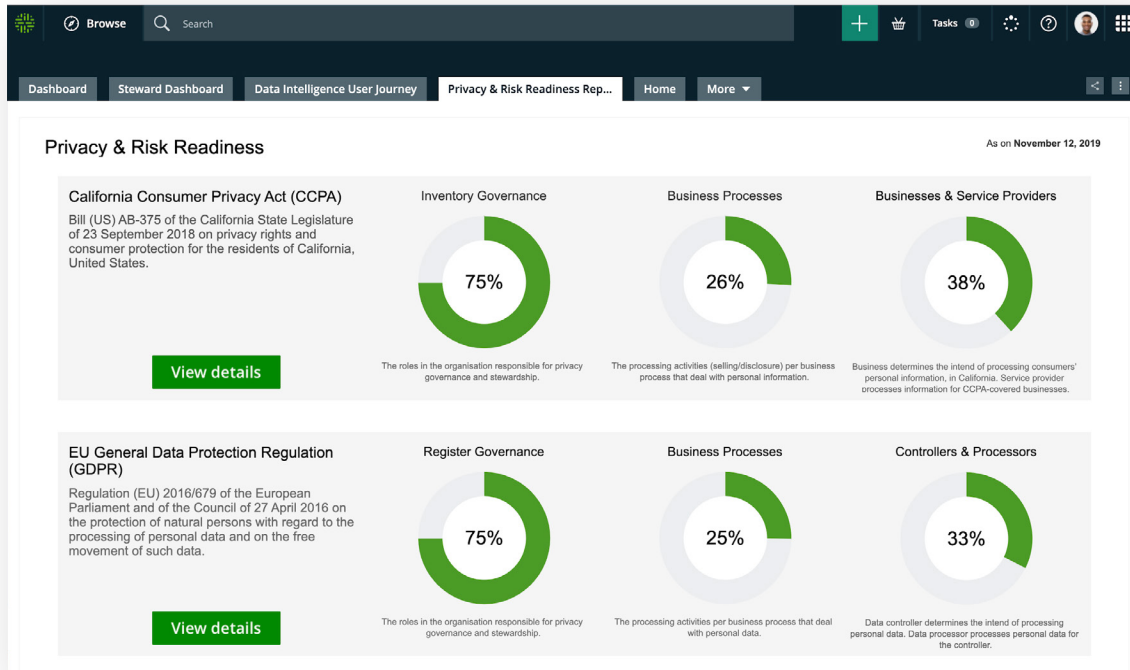 Browse
Search
Tasks 0
Dashboard
Steward Dashboard
Data Intelligence User Journey
Privacy & Risk Readiness Rep...
Home
More
Privacy & Risk Readiness
As on November 12, 2019
California Consumer Privacy Act (CCPA)
Bill (US) AB-375 of the California State Legislature
of 23 September 2018 on privacy rights and
consumer protection for the residents of California,
United States.
View details
Inventory Governance
75%
The roles in the organisation responsible for privacy
governance and stewardship.
Business Processes
26%
The processing activities (selling/disclosure) per business
process that deal with personal information.
Businesses & Service Providers
38%
Business determines the intend of processing consumers'
personal information, in California. Service provider
processes information for CCPA-covered businesses.
EU General Data Protection Regulation
(GDPR)
Regulation (EU) 2016/679 of the European
Parliament and of the Council of 27 April 2016 on
the protection of natural persons with regard to the
processing of personal data and on the free
movement of such data.
View details
Register Governance
75%
The roles in the organisation responsible for privacy
governance and stewardship.
Business Processes
25%
The processing activities per business process that deal
with personal data.
Controllers & Processors
33%
Data controller determines the intend of processing
personal data. Data processor processes personal data for
the controller.